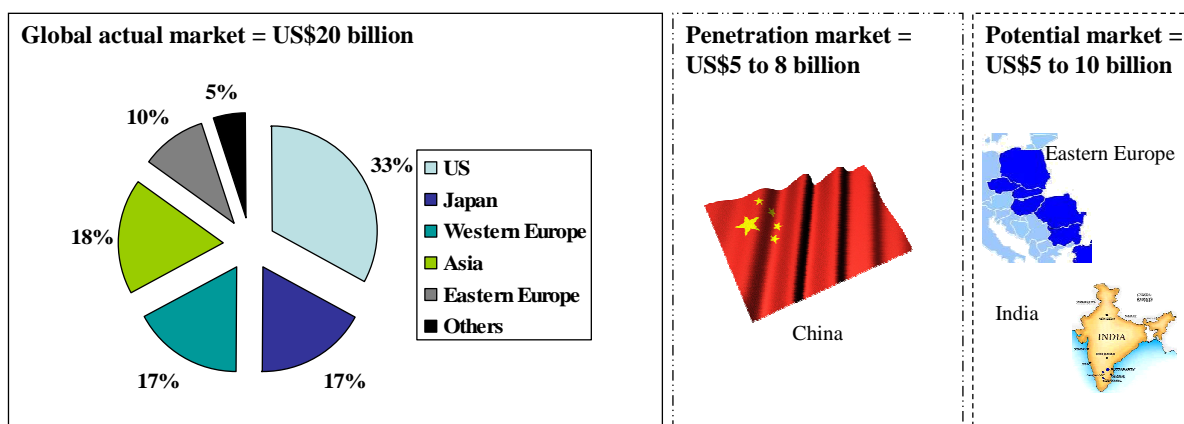 Global actual market = US$20 billion
5%
10%
33%
18%
17%
17%
US
Japan
Western Europe
Asia
Eastern Europe
Others
Penetration market =
US$5 to 8 billion
China
Potential market =
US$5 to 10 billion
Eastern Europe
India
INDIA